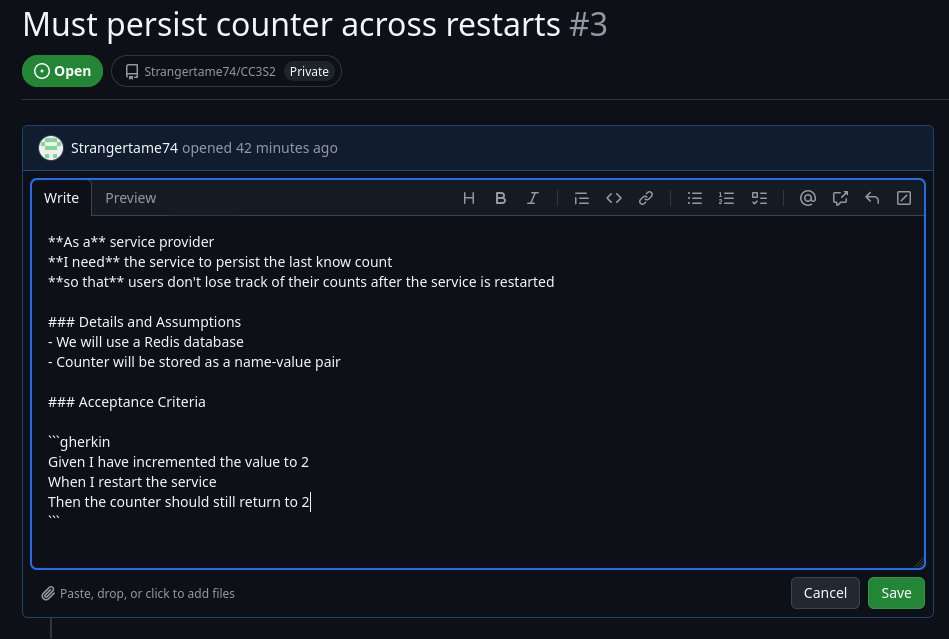 Must persist counter across restarts #3
Open Strangertame74/CC3S2 Private
Strangertame74 opened 42 minutes ago
Write Preview
**As a** service provider
**I need** the service to persist the last know count
**so that** users don't lose track of their counts after the service is restarted
### Details and Assumptions
- We will use a Redis database
- Counter will be stored as a name-value pair
### Acceptance Criteria
```gherkin
Given I have incremented the value to 2
When I restart the service
Then the counter should still return to 2
```
Paste, drop, or click to add files
Cancel Save